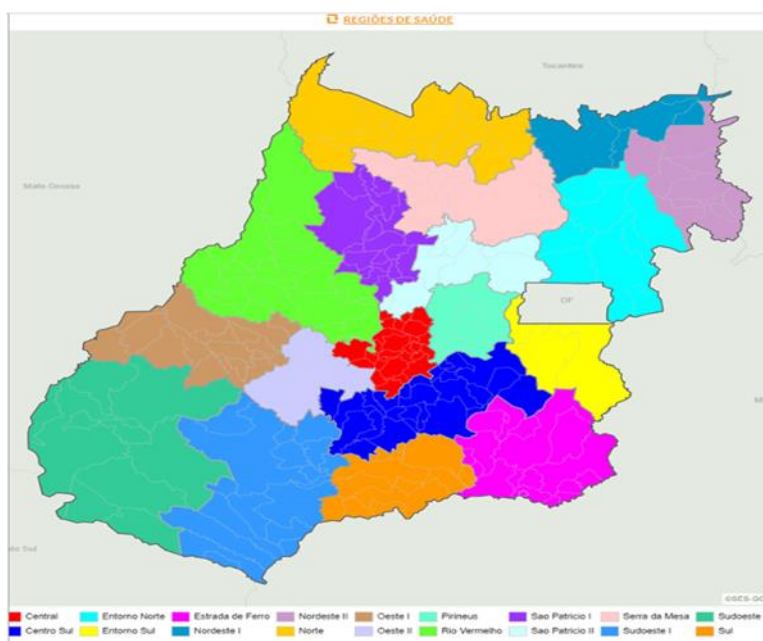 REGIÕES DE SAÚDE
Tocantins
Mato Grosso
DF
M
to Sul
©SES-GO
Central Entorno Norte Estrada de Ferro Nordeste II Oeste I Pirineus Sao Patricio I Serra da Mesa Sudoeste
Centro Sul Entorno Sul Nordeste I Norte Oeste II Rio Vermelho Sao Patricio II Sudoeste I Sul